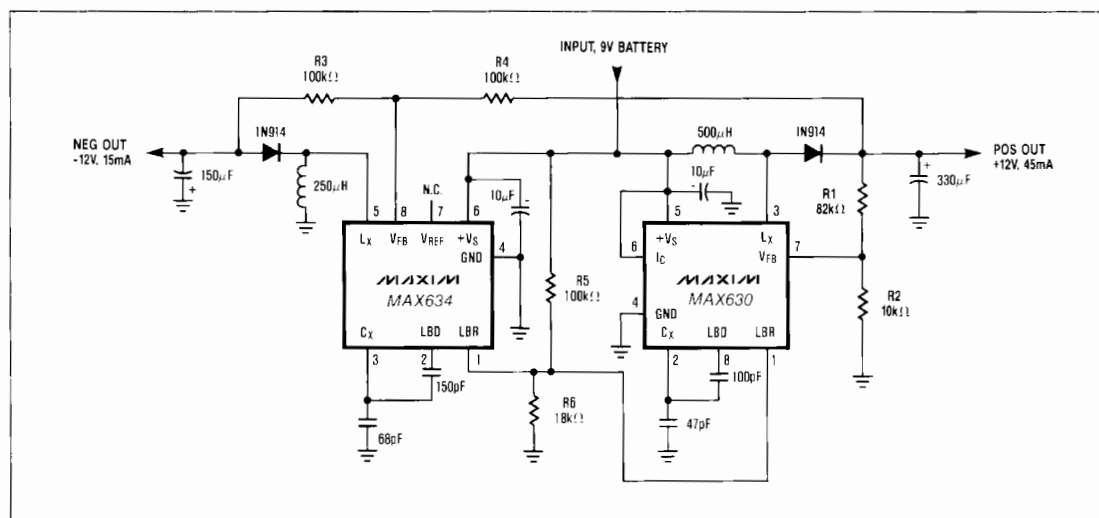 INPUT, 9V BATTERY
R3
100kΩ
R4
100kΩ
NEG OUT
-12V, 15mA
1N914
150μF
+
250μH
N.C.
10μF
-
500μH
10μF
-
1N914
POS OUT
+12V, 45mA
+
330μF
R1
82kΩ
R2
10kΩ
5 8 7 6
LX VFB VREF +VS
GND 4
MAXIM
MAX634
CX LBD LBR
3 2 1
150pF
68pF
R5
100kΩ
R6
18kΩ
5 3
+VS LX
6 IC VFB 7
MAXIM
MAX630
4 GND
CX LBD LBR
2 8 1
100pF
47pF